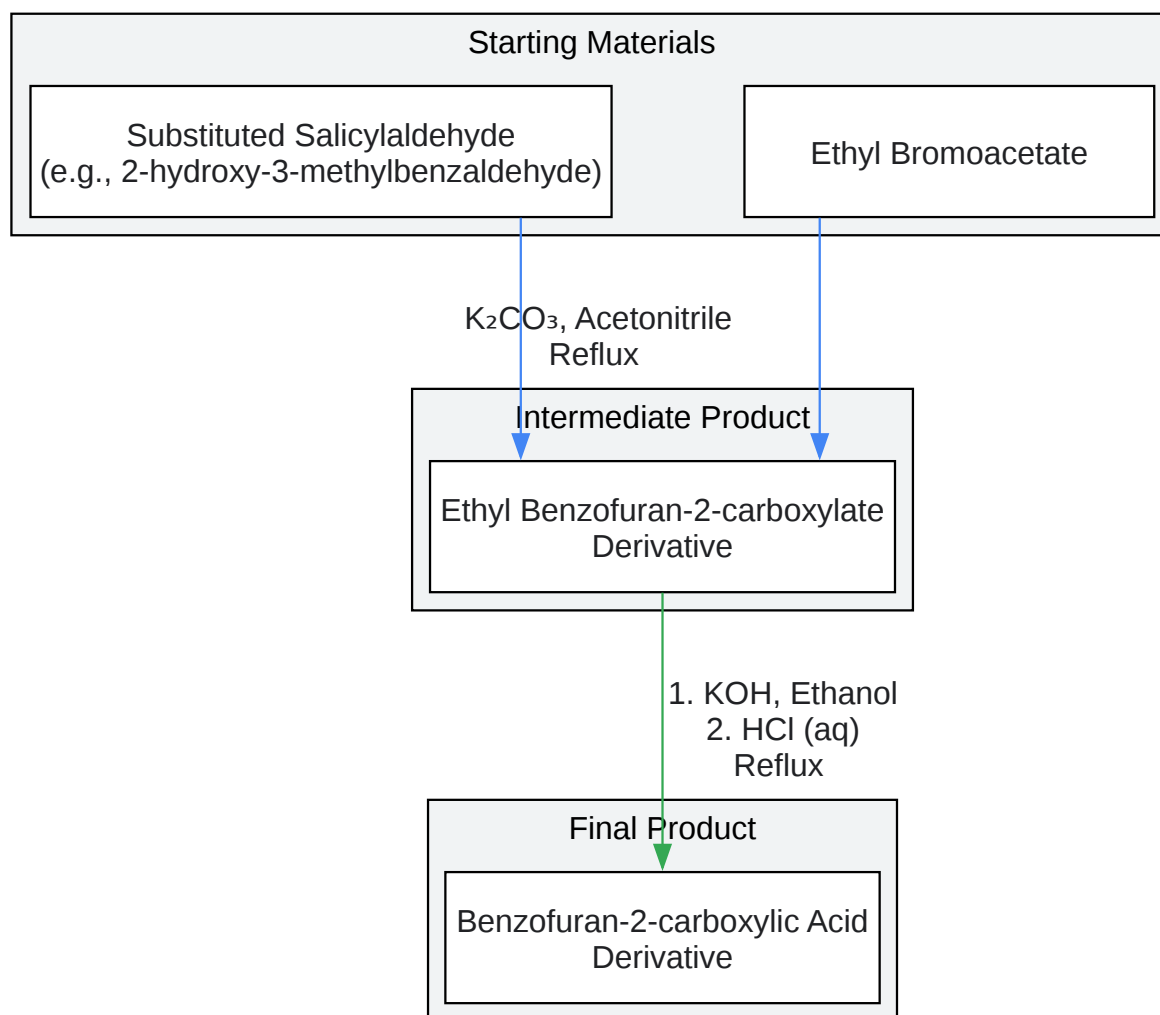 Starting Materials
Substituted Salicylaldehyde
(e.g., 2-hydroxy-3-methylbenzaldehyde)
Ethyl Bromoacetate
K₂CO₃, Acetonitrile
Reflux
Intermediate Product
Ethyl Benzofuran-2-carboxylate
Derivative
1. KOH, Ethanol
2. HCl (aq)
Reflux
Final Product
Benzofuran-2-carboxylic Acid
Derivative